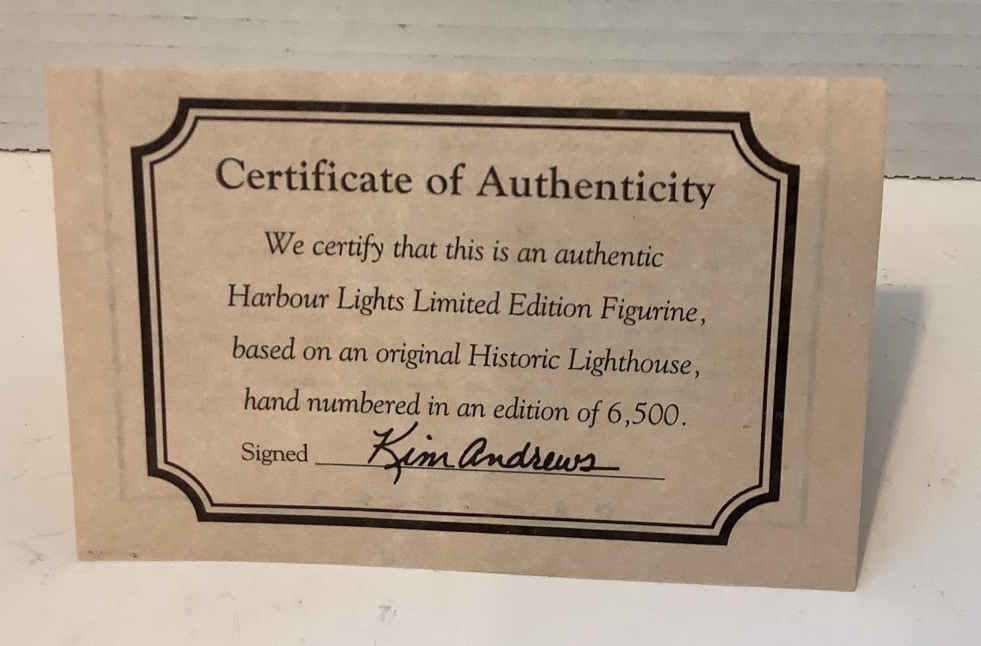 Certificate of Authenticity
We certify that this is an authentic
Harbour Lights Limited Edition Figurine,
based on an original Historic Lighthouse,
hand numbered in an edition of 6,500.
Signed Kim Andrews